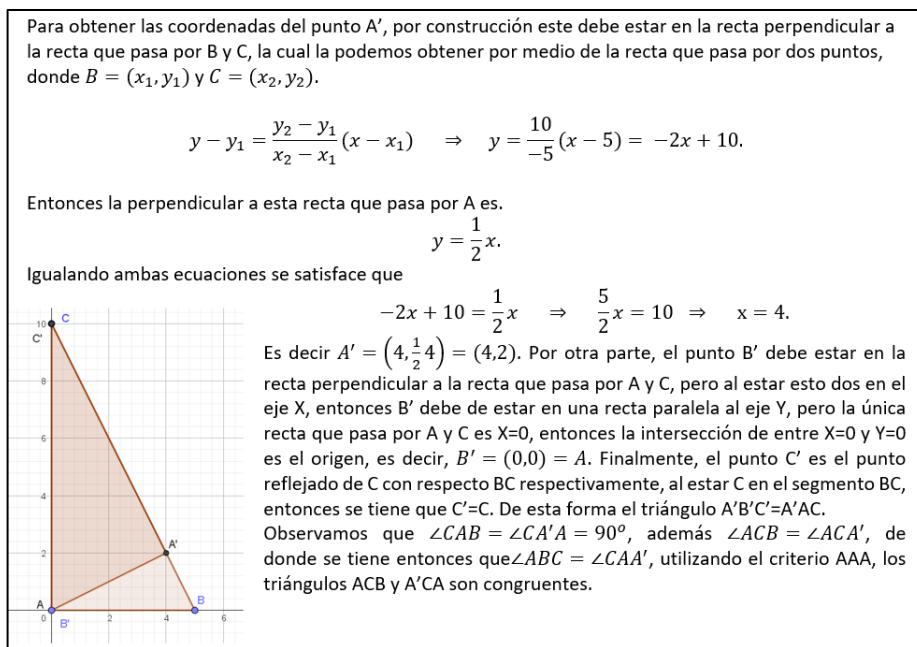 Para obtener las coordenadas del punto A’, por construcción este debe estar en la recta perpendicular a
la recta que pasa por B y C, la cual la podemos obtener por medio de la recta que pasa por dos puntos,
donde B = (x₁, y₁) y C = (x₂, y₂).
y − y₁ = \frac{y₂ − y₁}{x₂ − x₁}(x − x₁) ⇒ y = \frac{10}{−5}(x − 5) = −2x + 10.
Entonces la perpendicular a esta recta que pasa por A es.
y = \frac{1}{2}x.
Igualando ambas ecuaciones se satisface que
−2x + 10 = \frac{1}{2}x ⇒ \frac{5}{2}x = 10 ⇒ x = 4.
Es decir A′ = (4, \frac{1}{2}4) = (4,2). Por otra parte, el punto B’ debe estar en la
recta perpendicular a la recta que pasa por A y C, pero al estar esto dos en el
eje X, entonces B’ debe de estar en una recta paralela al eje Y, pero la única
recta que pasa por A y C es X=0, entonces la intersección de entre X=0 y Y=0
es el origen, es decir, B′ = (0,0) = A. Finalmente, el punto C’ es el punto
reflejado de C con respecto BC respectivamente, al estar C en el segmento BC,
entonces se tiene que C’=C. De esta forma el triángulo A’B’C’=A’AC.
Observamos que ∠CAB = ∠CA′A = 90º, además ∠ACB = ∠ACA′, de
donde se tiene entonces que∠ABC = ∠CAA′, utilizando el criterio AAA, los
triángulos ACB y A’CA son congruentes.
10 C
C'
8
6
4
2 A'
A B
0 2 4 6
B'